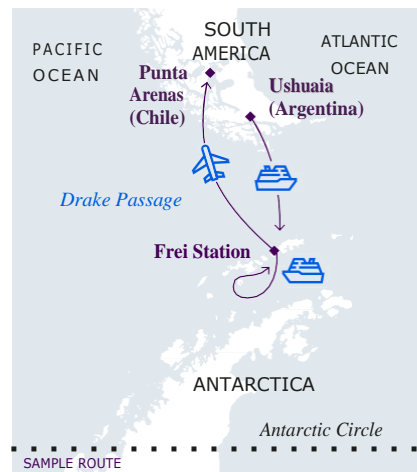 SOUTH
AMERICA
PACIFIC
OCEAN
ATLANTIC
OCEAN
Punta
Arenas
(Chile)
Ushuaia
(Argentina)
Drake Passage
Frei Station
ANTARCTICA
Antarctic Circle
SAMPLE ROUTE